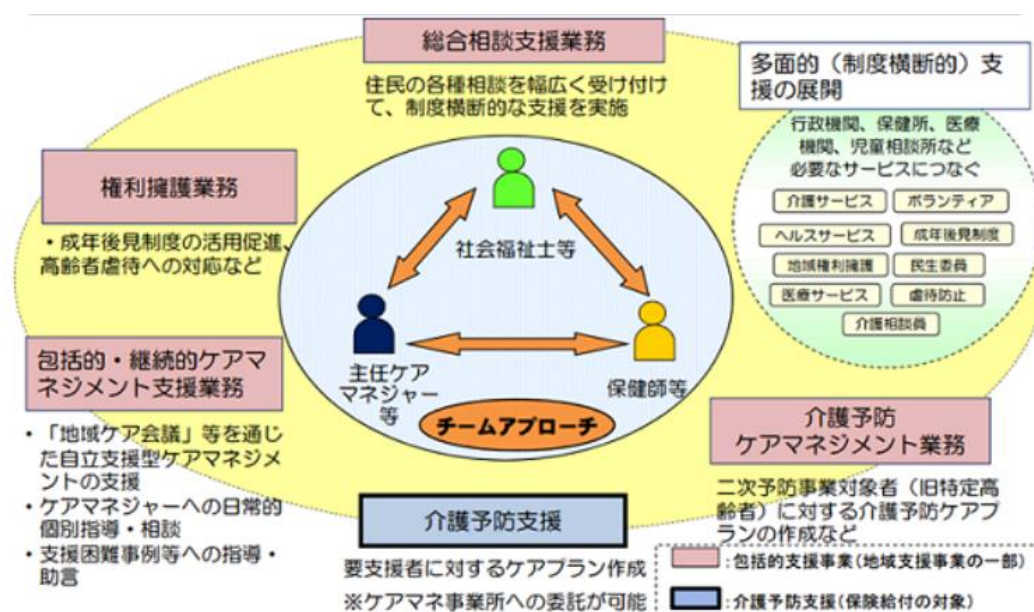 総合相談支援業務
住民の各種相談を幅広く受け付け
て、制度横断的な支援を実施
多面的（制度横断的）支
援の展開
行政機関、保健所、医療
機関、児童相談所など
必要なサービスにつなぐ
介護サービス
ボランティア
ヘルスサービス
成年後見制度
地域権利擁護
民生委員
医療サービス
虐待防止
介護相談員
権利擁護業務
・成年後見制度の活用促進、
高齢者虐待への対応など
社会福祉士等
主任ケア
マネジャー
等
保健師等
チームアプローチ
包括的・継続的ケアマ
ネジメント支援業務
・「地域ケア会議」等を通じ
た自立支援型ケアマネジメ
ントの支援
・ケアマネジャーへの日常的
個別指導・相談
・支援困難事例等への指導・
助言
介護予防支援
要支援者に対するケアプラン作成
※ケアマネ事業所への委託が可能
介護予防
ケアマネジメント業務
二次予防事業対象者（旧特定高
齢者）に対する介護予防ケアプ
ランの作成など
：包括的支援事業（地域支援事業の一部）
：介護予防支援（保険給付の対象）